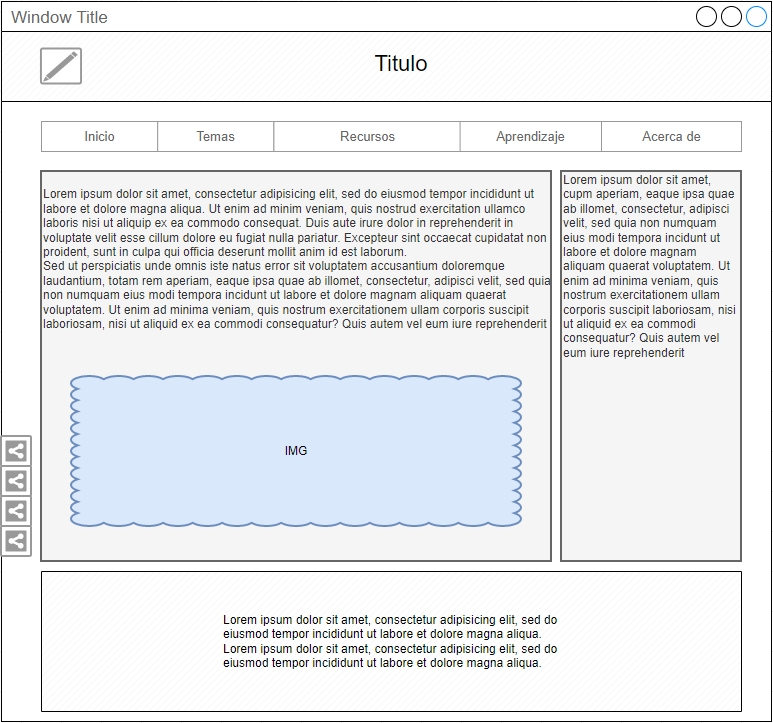 Window Title
Titulo
Inicio
Temas
Recursos
Aprendizaje
Acerca de
Lorem ipsum dolor sit amet, consectetur adipisicing elit, sed do eiusmod tempor incididunt ut
labore et dolore magna aliqua. Ut enim ad minim veniam, quis nostrud exercitation ullamco
laboris nisi ut aliquip ex ea commodo consequat. Duis aute irure dolor in reprehenderit in
voluptate velit esse cillum dolore eu fugiat nulla pariatur. Excepteur sint occaecat cupidatat non
proident, sunt in culpa qui officia deserunt mollit anim id est laborum.
Sed ut perspiciatis unde omnis iste natus error sit voluptatem accusantium doloremque
laudantium, totam rem aperiam, eaque ipsa quae ab illomet, consectetur, adipisci velit, sed quia
non numquam eius modi tempora incidunt ut labore et dolore magnam aliquam quaerat
voluptatem. Ut enim ad minima veniam, quis nostrum exercitationem ullam corporis suscipit
laboriosam, nisi ut aliquid ex ea commodi consequatur? Quis autem vel eum iure reprehenderit
IMG
Lorem ipsum dolor sit amet,
cupm aperiam, eaque ipsa quae
ab illomet, consectetur, adipisci
velit, sed quia non numquam
eius modi tempora incidunt ut
labore et dolore magnam
aliquam quaerat voluptatem. Ut
enim ad minima veniam, quis
nostrum exercitationem ullam
corporis suscipit laboriosam, nisi
ut aliquid ex ea commodi
consequatur? Quis autem vel
eum iure reprehenderit
Lorem ipsum dolor sit amet, consectetur adipisicing elit, sed do
eiusmod tempor incididunt ut labore et dolore magna aliqua.
Lorem ipsum dolor sit amet, consectetur adipisicing elit, sed do
eiusmod tempor incididunt ut labore et dolore magna aliqua.